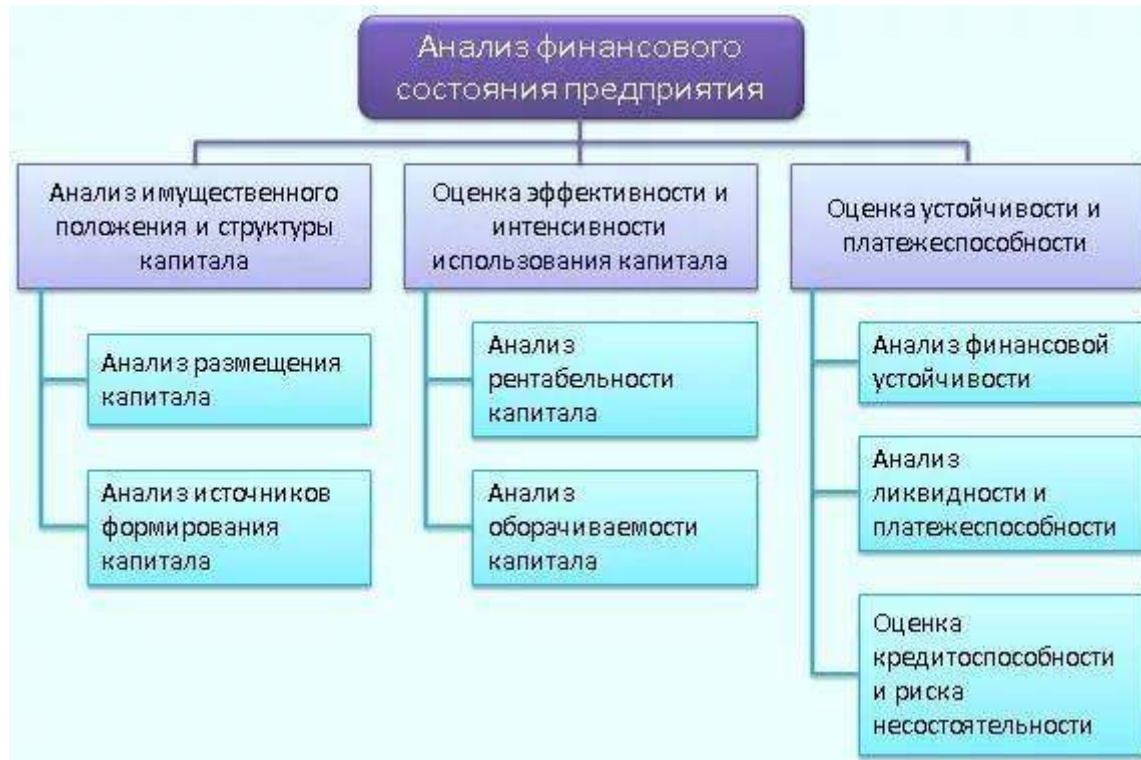 Анализ финансового
состояния предприятия
Анализ имущественного
положения и структуры
капитала
Анализ размещения
капитала
Анализ источников
формирования
капитала
Оценка эффективности и
интенсивности
использования капитала
Анализ
рентабельности
капитала
Анализ
оборачиваемости
капитала
Оценка устойчивости и
платежеспособности
Анализ финансовой
устойчивости
Анализ
ликвидности и
платежеспособности
Оценка
кредитоспособности
и риска
несостоятельности